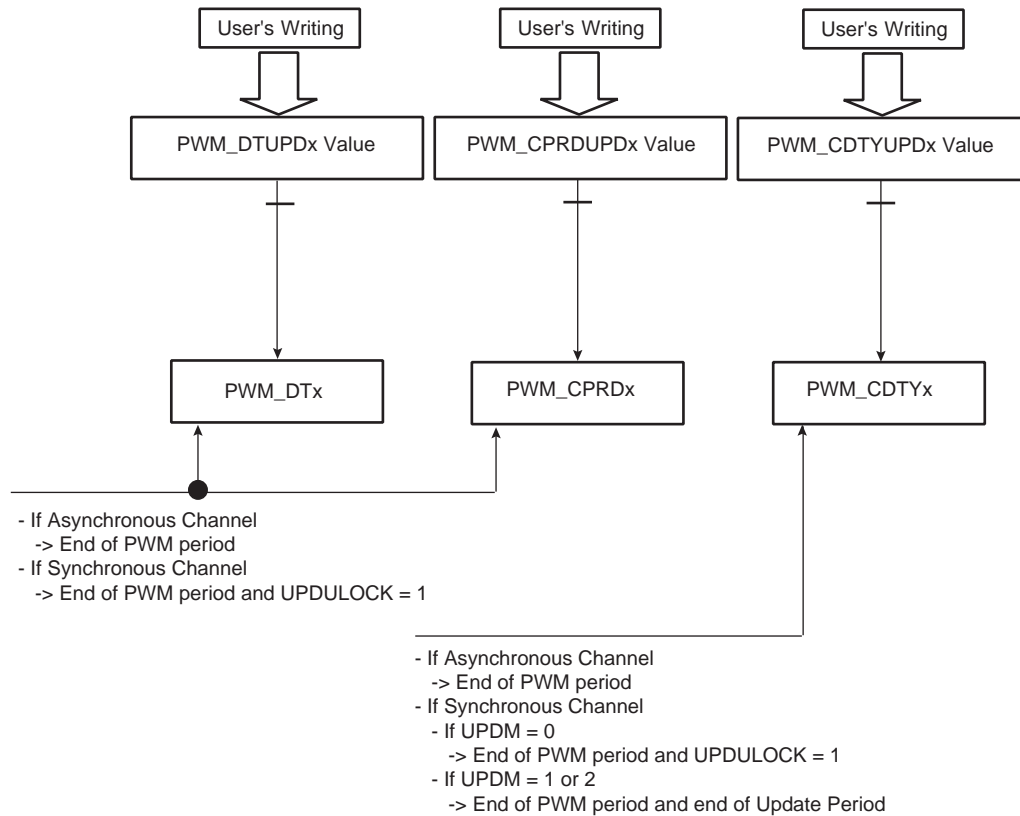 User's Writing
User's Writing
User's Writing
PWM_DTUPDx Value
PWM_CPRDUPDx Value
PWM_CDTYUPDx Value
PWM_DTx
PWM_CPRDx
PWM_CDTYx
- If Asynchronous Channel
-> End of PWM period
- If Synchronous Channel
-> End of PWM period and UPDULOCK = 1
- If Asynchronous Channel
-> End of PWM period
- If Synchronous Channel
- If UPDM = 0
-> End of PWM period and UPDULOCK = 1
- If UPDM = 1 or 2
-> End of PWM period and end of Update Period